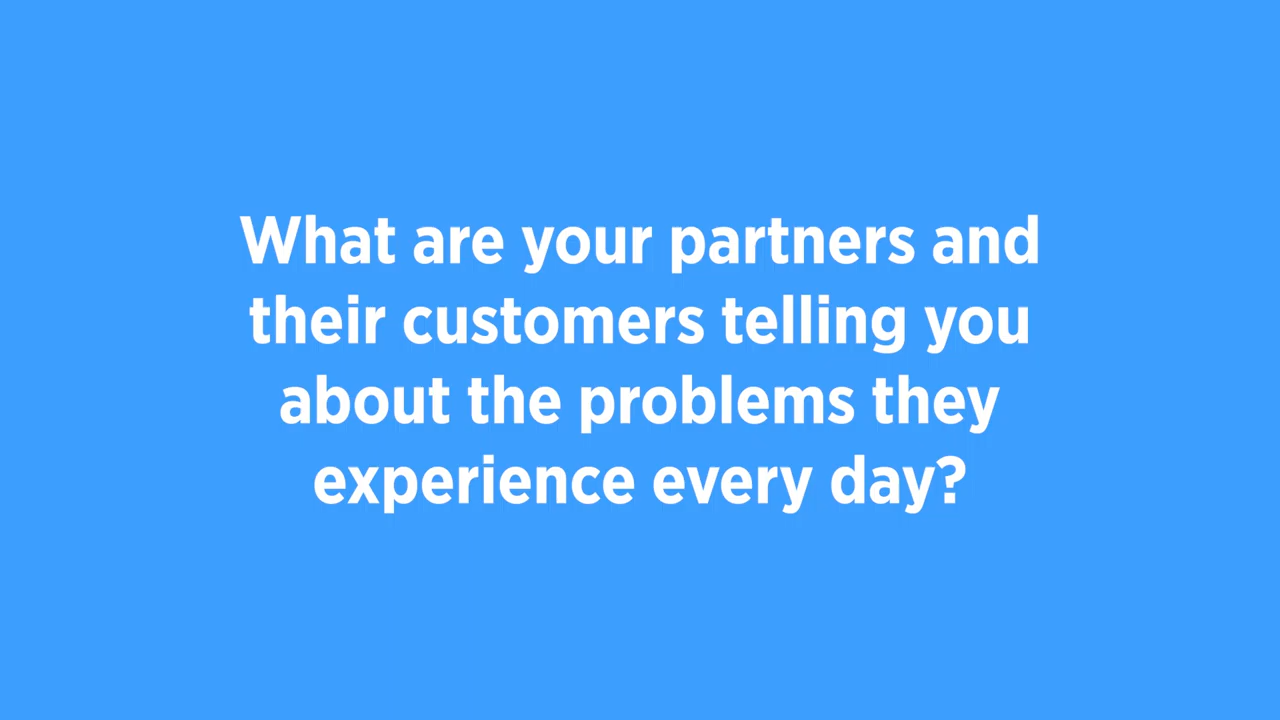 What are your partners and
their customers telling you
about the problems they
experience every day?